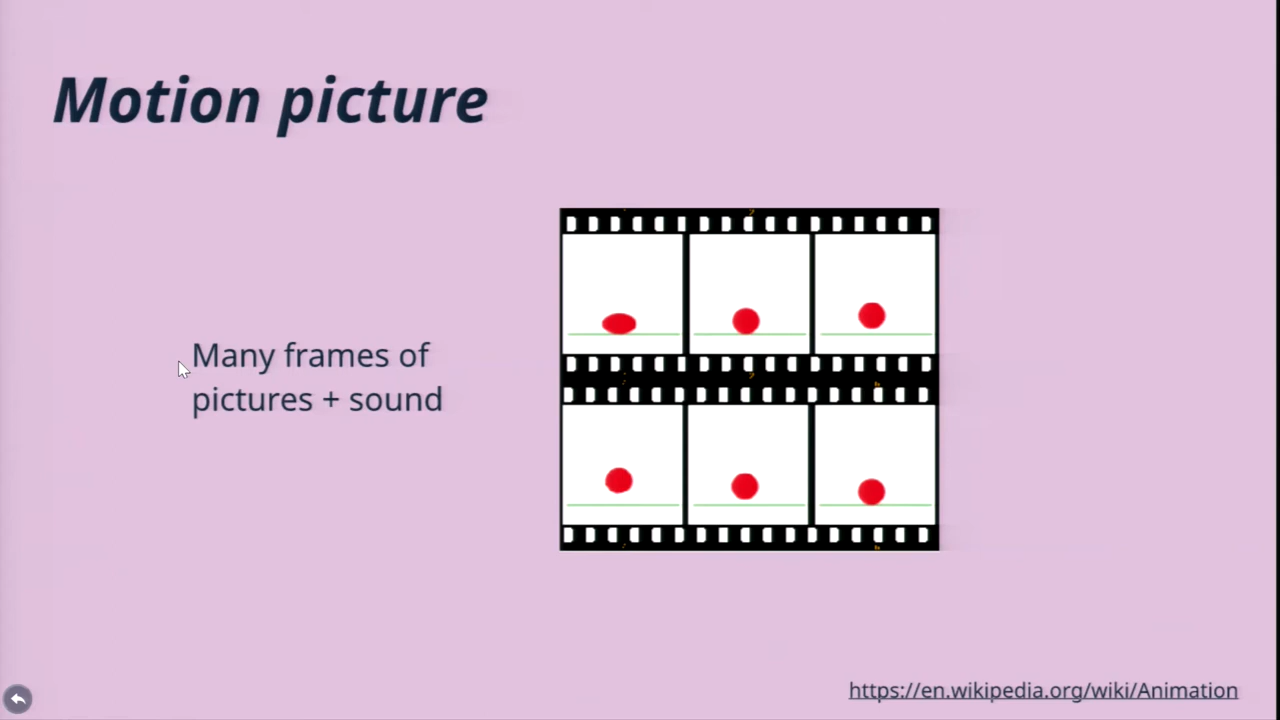 Motion picture
Many frames of
pictures + sound
https://en.wikipedia.org/wiki/Animation